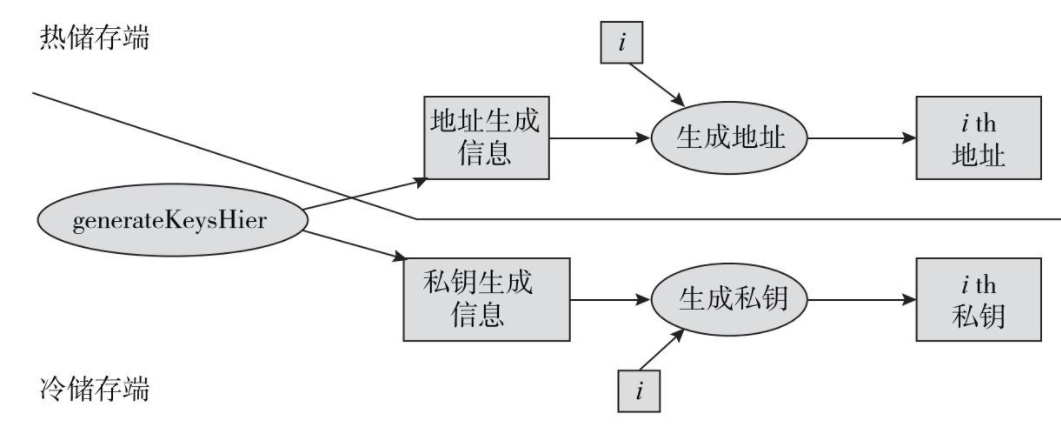 热储存端
i
地址生成
信息
生成地址
i th
地址
generateKeysHier
私钥生成
信息
生成私钥
i th
私钥
i
冷储存端